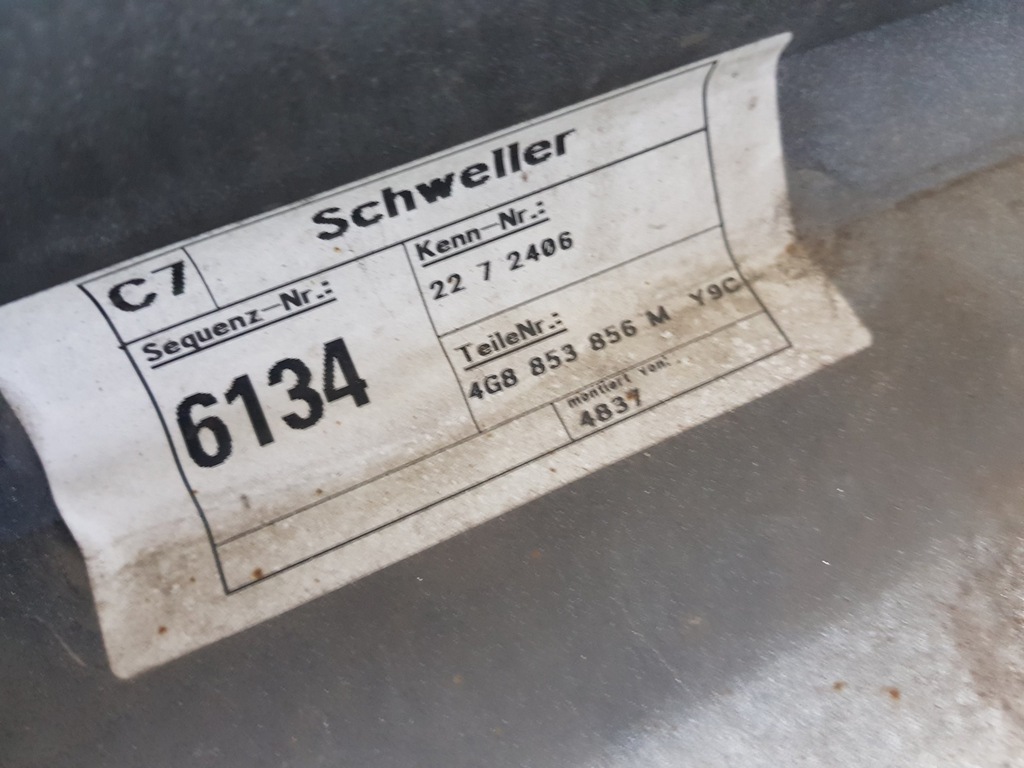 C7 Schweller
Sequenz-Nr.:
6134
Kenn-Nr.:
22 7 2406
TeileNr.:
4G8 853 856 M Y9C
montiert von:
4837